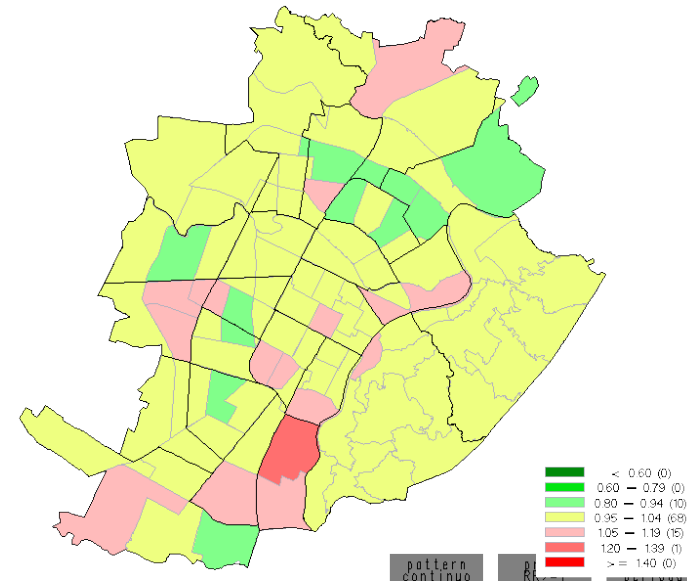 < 0.60 (0)
0.60 – 0.79 (0)
0.80 – 0.94 (10)
0.95 – 1.04 (68)
1.05 – 1.19 (15)
1.20 – 1.39 (1)
>= 1.40 (0)
pattern
continuo